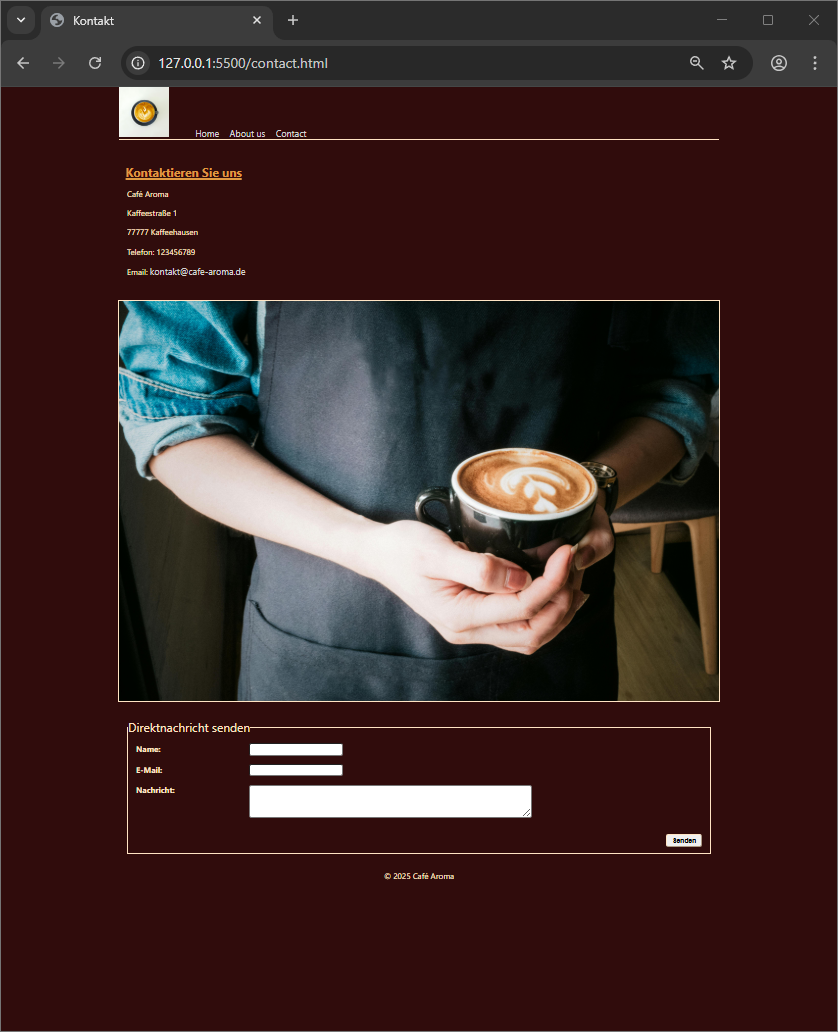 Kontakt
127.0.0.1:5500/contact.html
Home About us Contact
Kontaktieren Sie uns
Café Aroma
Kaffeestraße 1
77777 Kaffeehausen
Telefon: 123456789
Email: kontakt@cafe-aroma.de
Direktnachricht senden
Name:
E-Mail:
Nachricht:
Senden
© 2025 Café Aroma